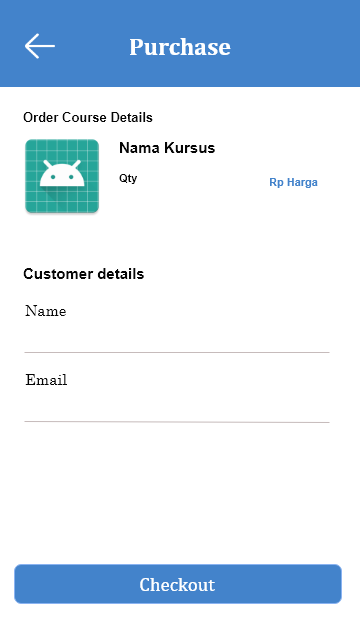 Purchase
Order Course Details
Nama Kursus
Qty
Rp Harga
Customer details
Name
Email
Checkout